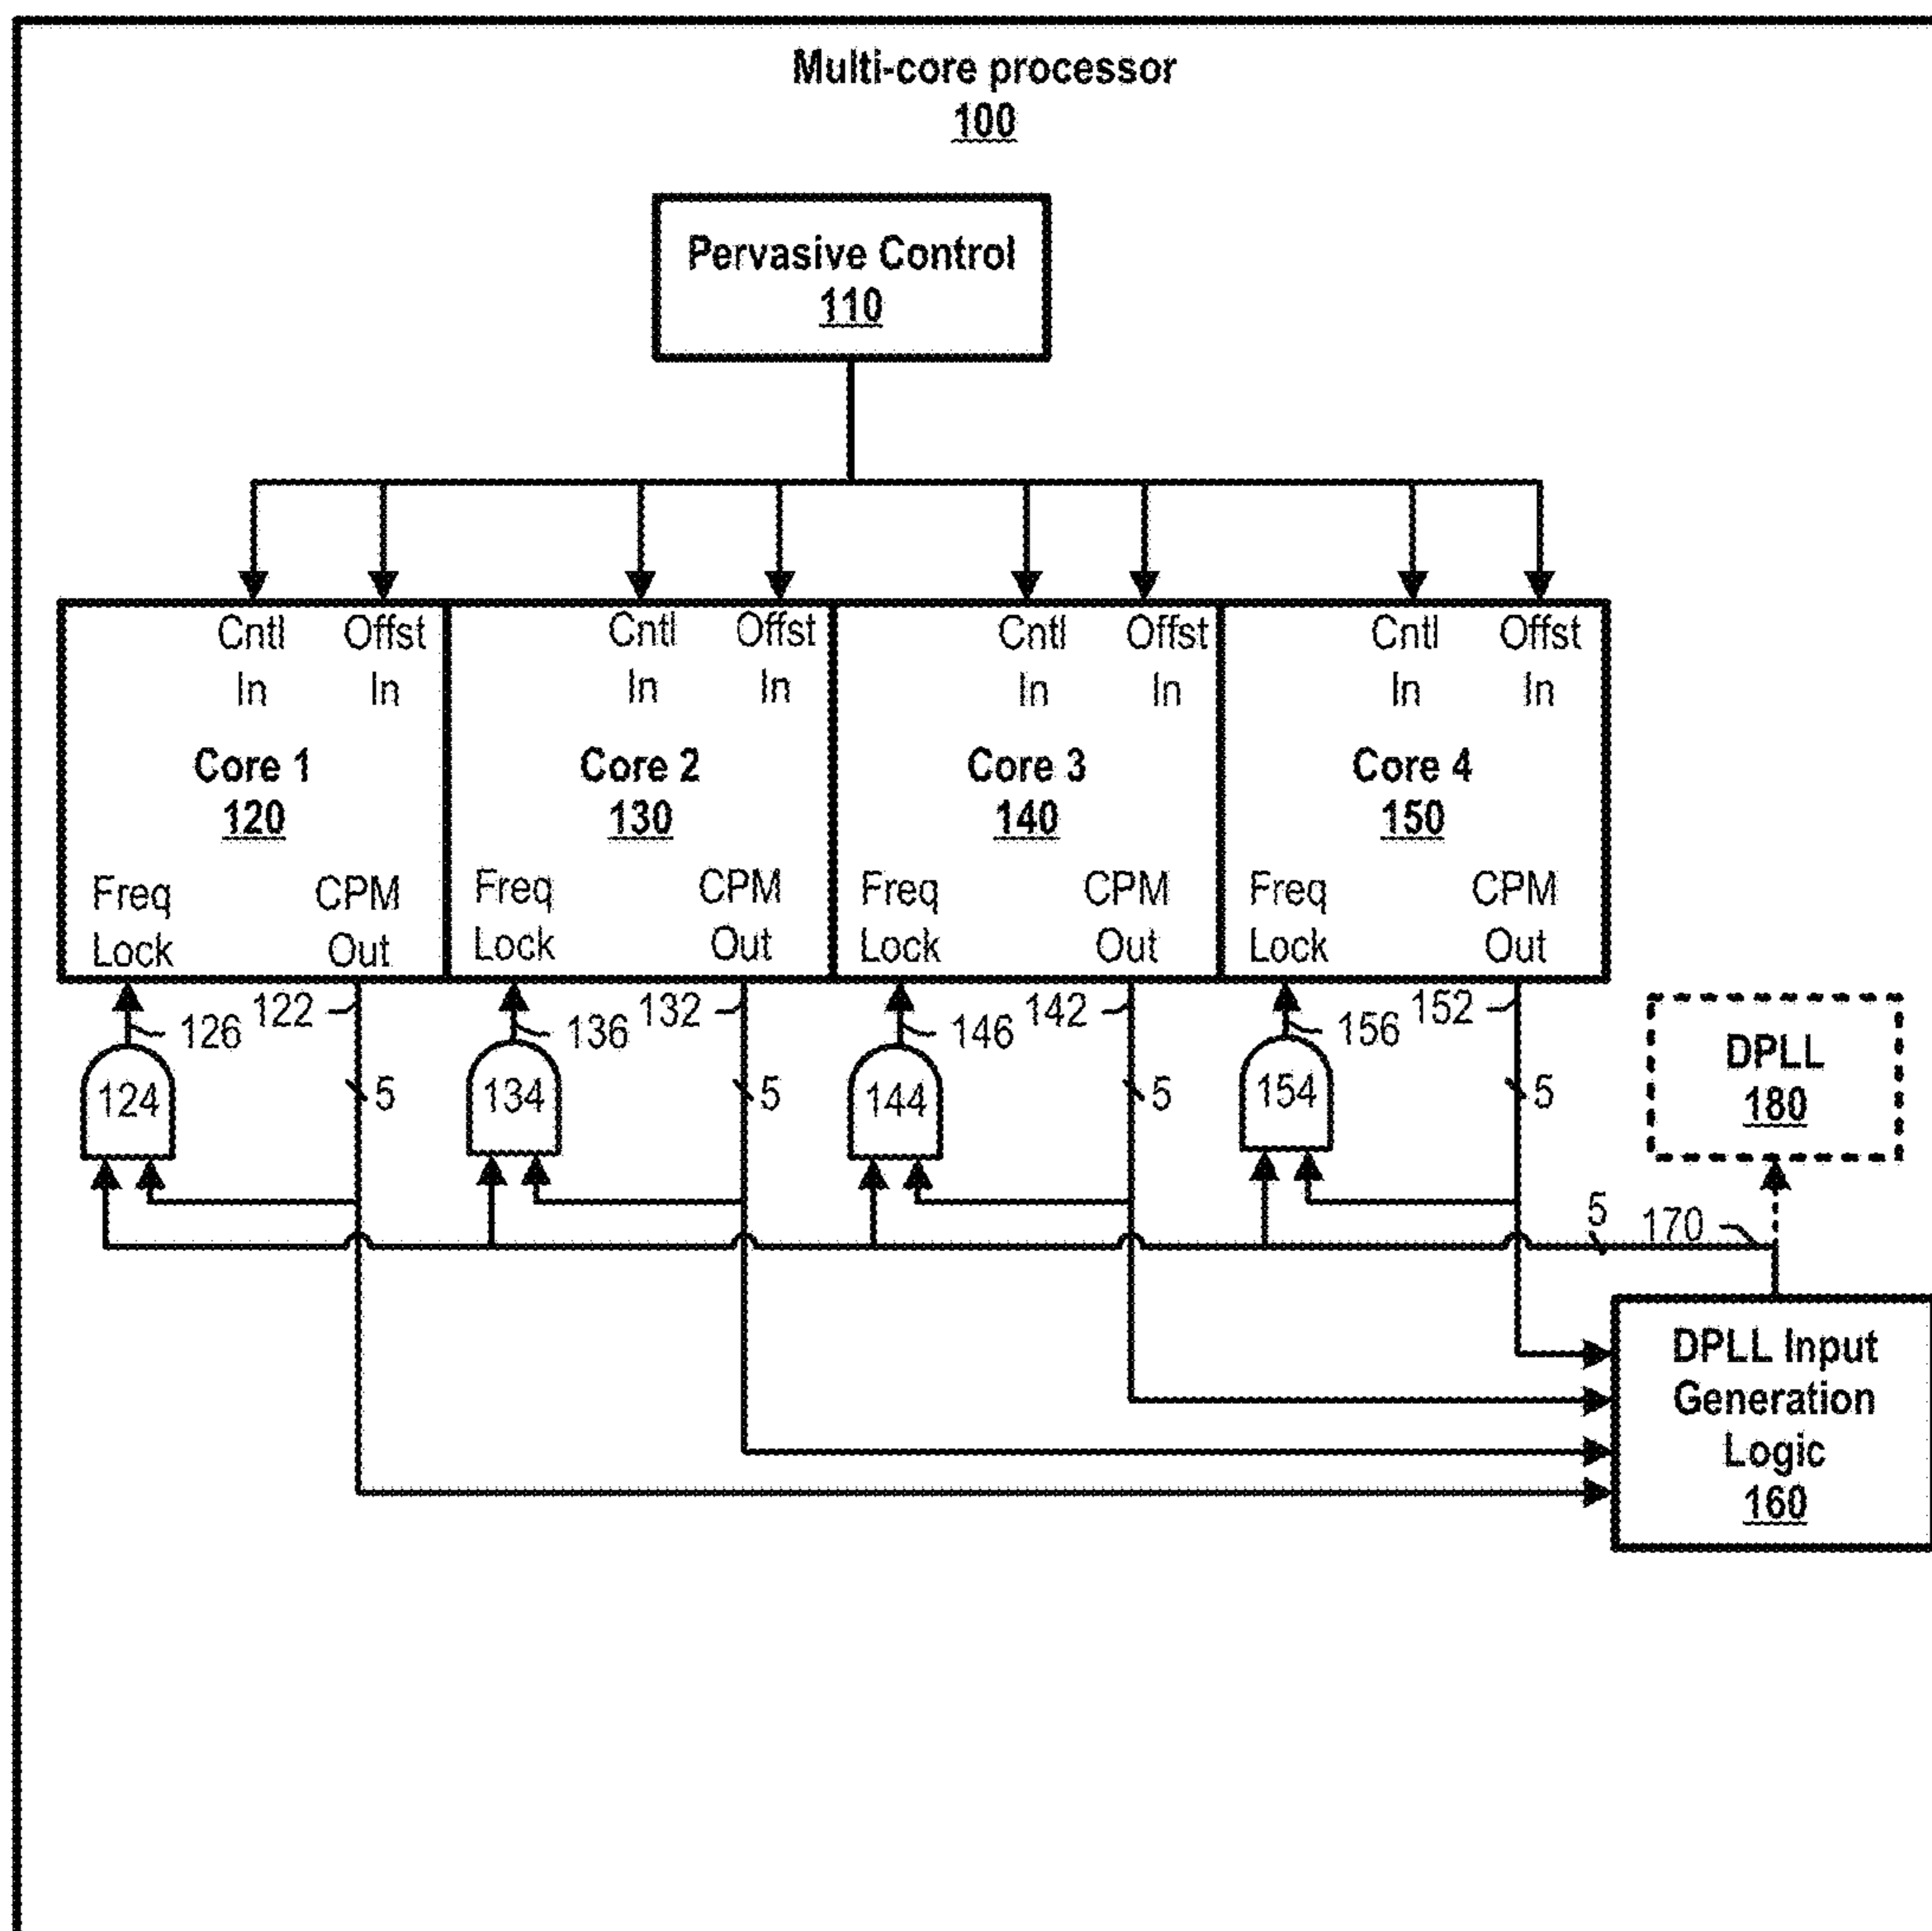 Multi-core processor
100
Pervasive Control
110
Cntl In
Offst In
Cntl In
Offst In
Cntl In
Offst In
Cntl In
Offst In
Core 1
120
Core 2
130
Core 3
140
Core 4
150
Freq Lock
CPM Out
Freq Lock
CPM Out
Freq Lock
CPM Out
Freq Lock
CPM Out
126
122
136
132
146
142
156
152
124
5
134
5
144
5
154
5
DPLL
180
5
170
DPLL Input
Generation
Logic
160